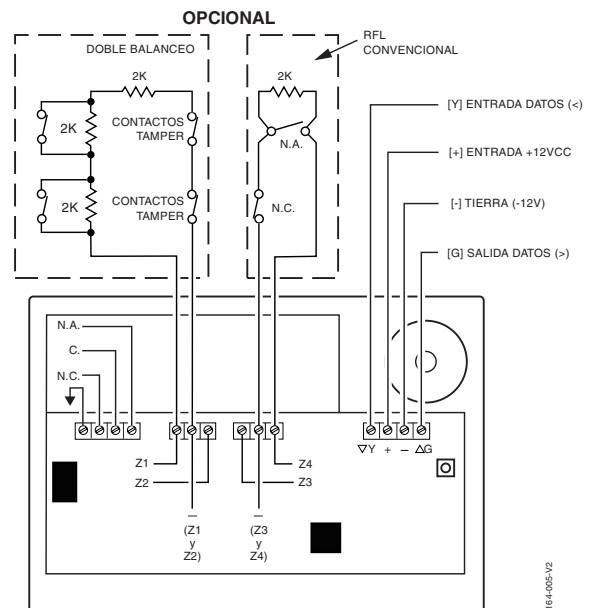 OPCIONAL
DOBLE BALANCEO
RFL
CONVENCIONAL
2K
2K
2K
CONTACTOS
TAMPER
N.A.
2K
CONTACTOS
TAMPER
N.C.
[Y] ENTRADA DATOS (<)
[+] ENTRADA +12VCC
[-] TIERRA (-12V)
[G] SALIDA DATOS (>)
N.A.
C.
N.C.
Y + – G
Z1
Z2
Z4
Z3
(Z1
y
Z2)
(Z3
y
Z4)
164-005-V2